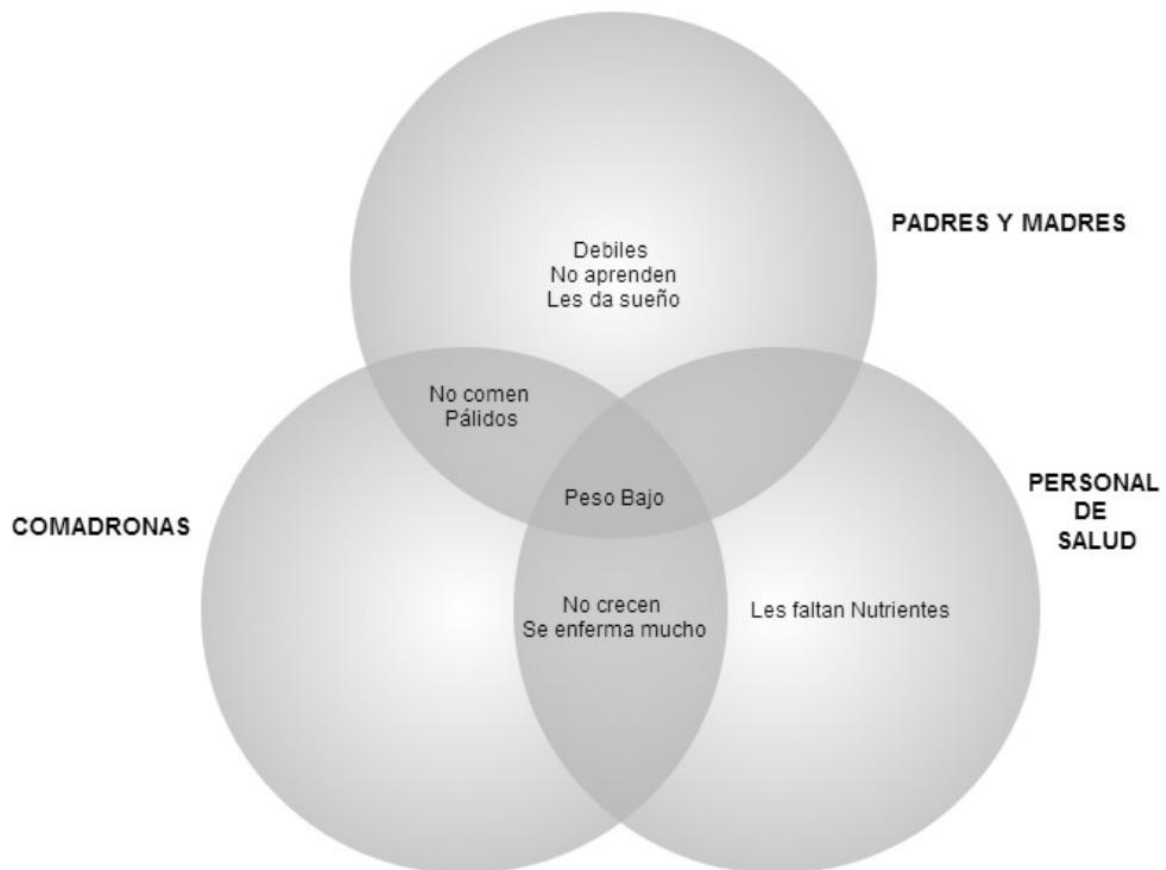 PADRES Y MADRES
Debiles
No aprenden
Les da sueño
No comen
Pálidos
PERSONAL
DE
SALUD
Peso Bajo
COMADRONAS
No crecen
Se enferma mucho
Les faltan Nutrientes